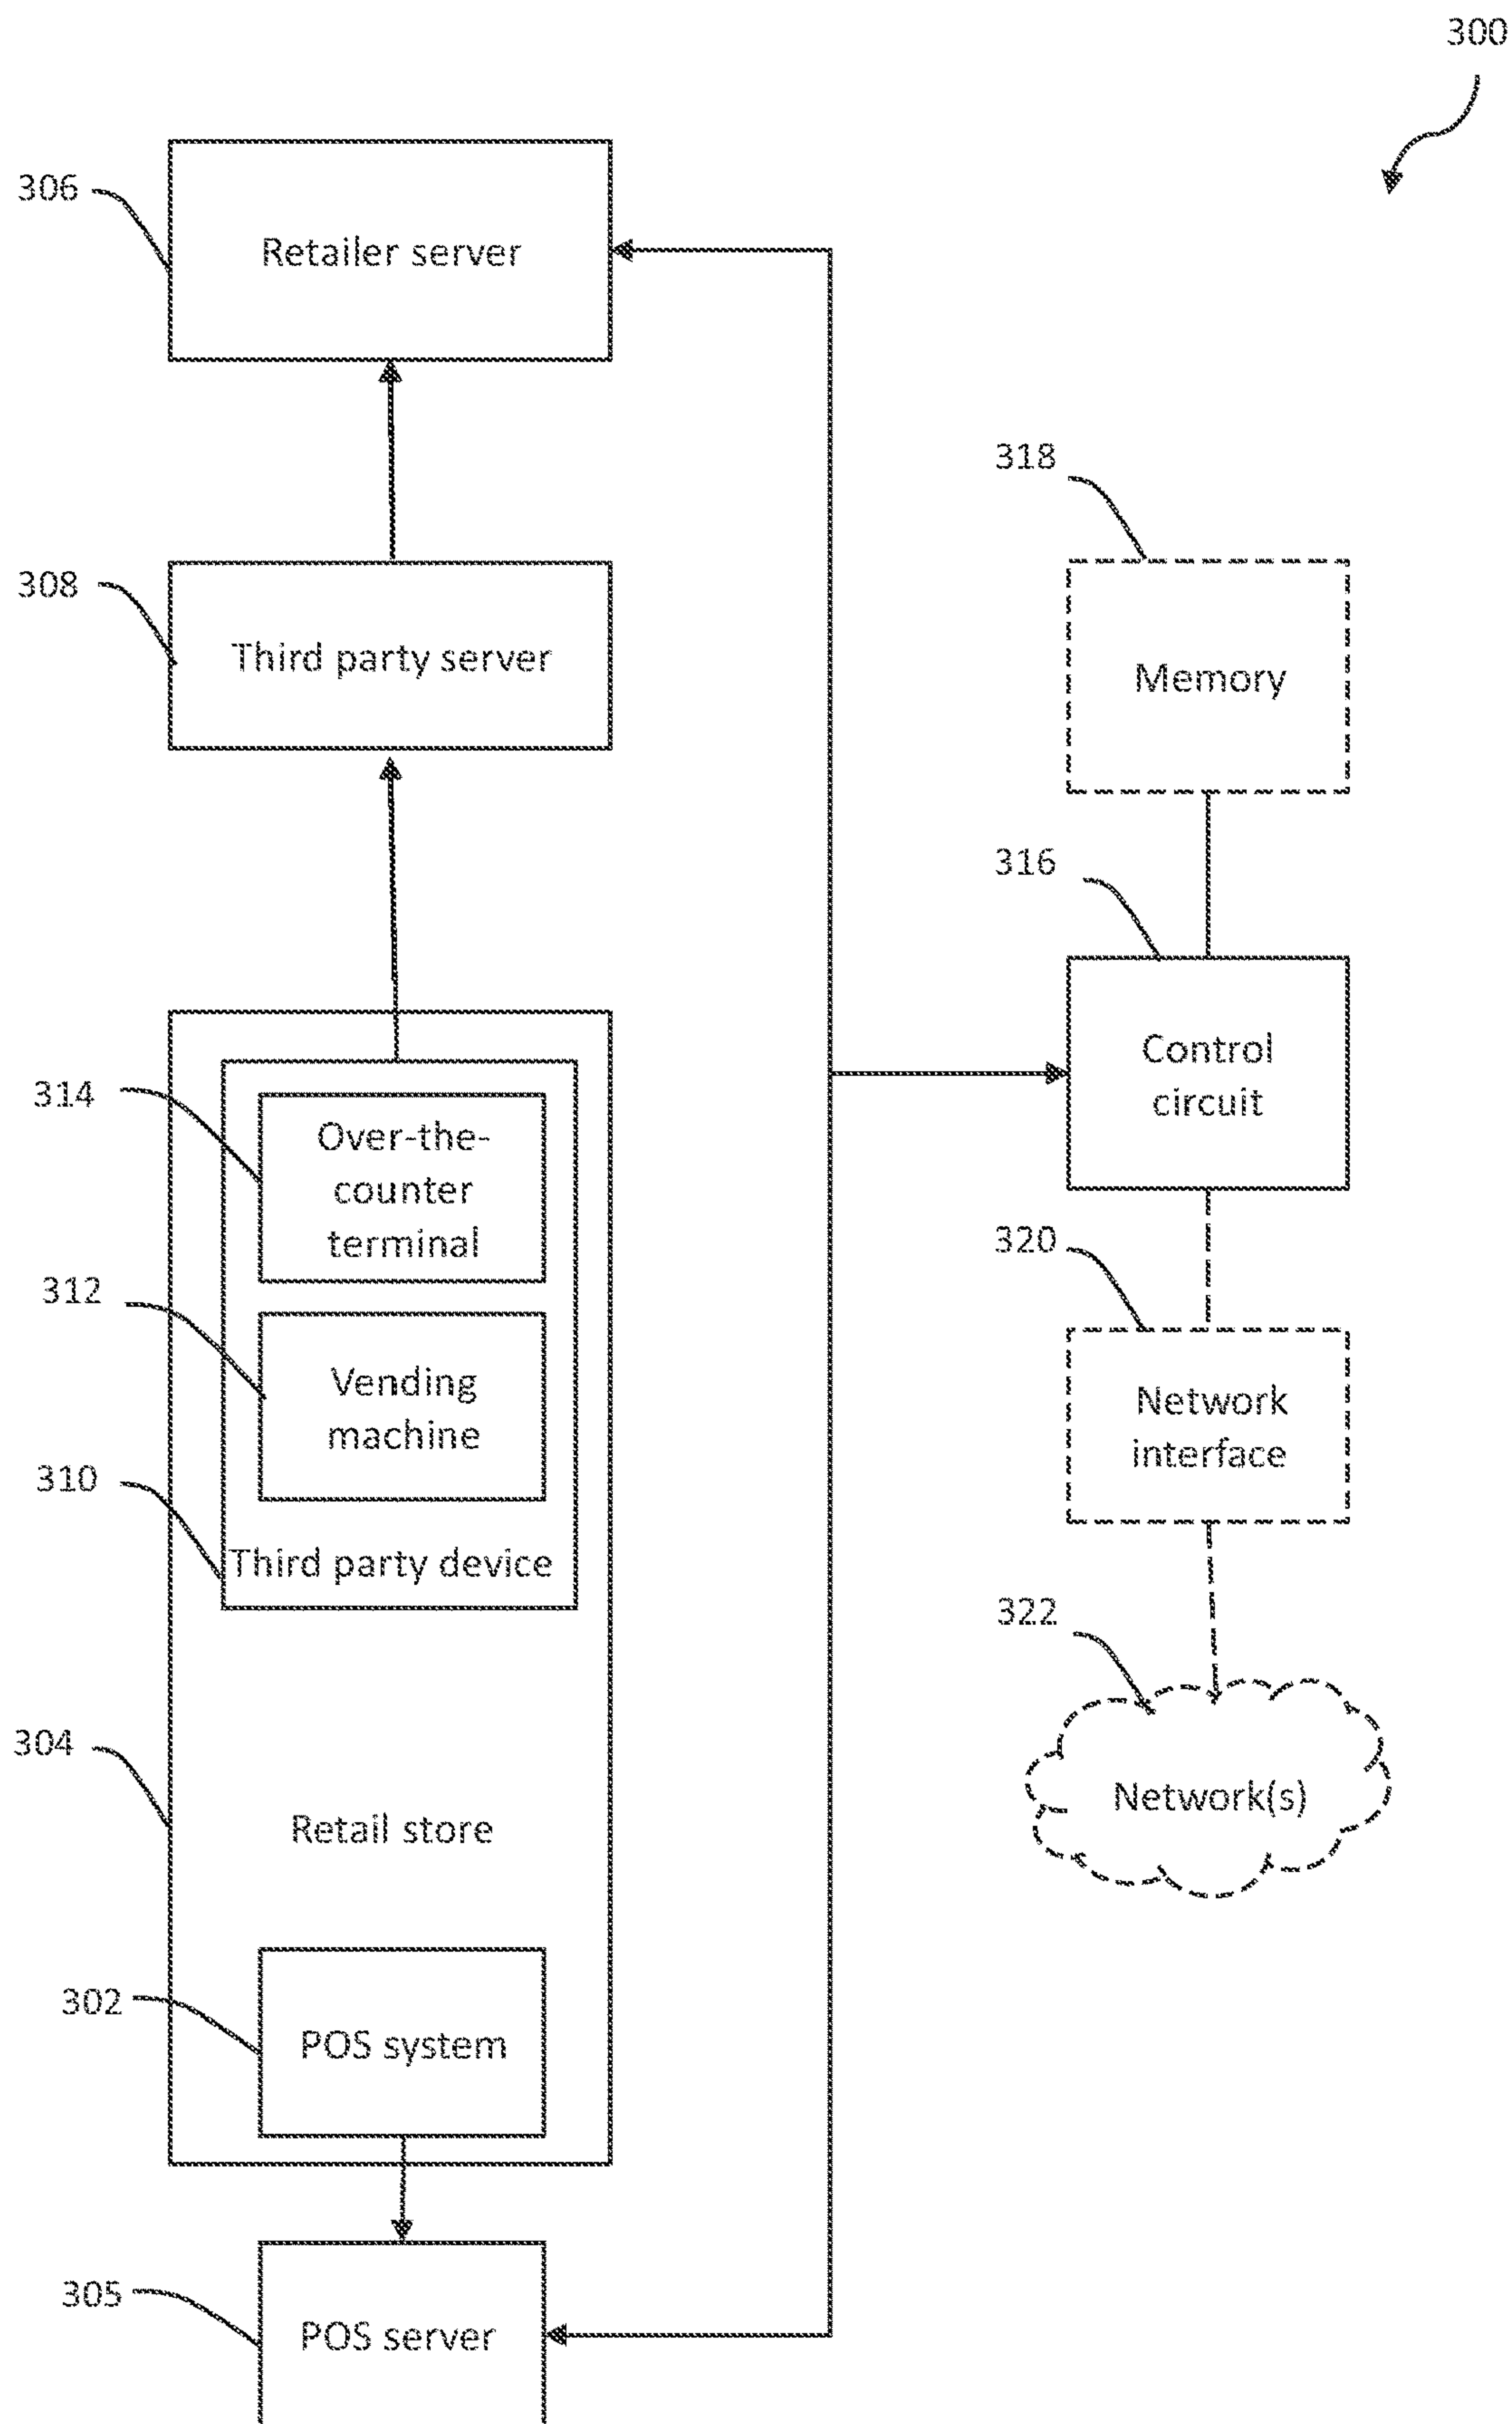 300
306
Retailer server
318
308
Third party server
Memory
316
Control
circuit
314
Over-the-
counter
terminal
320
312
Vending
machine
Network
interface
310
Third party device
322
304
Retail store
Network(s)
302
POS system
305
POS server